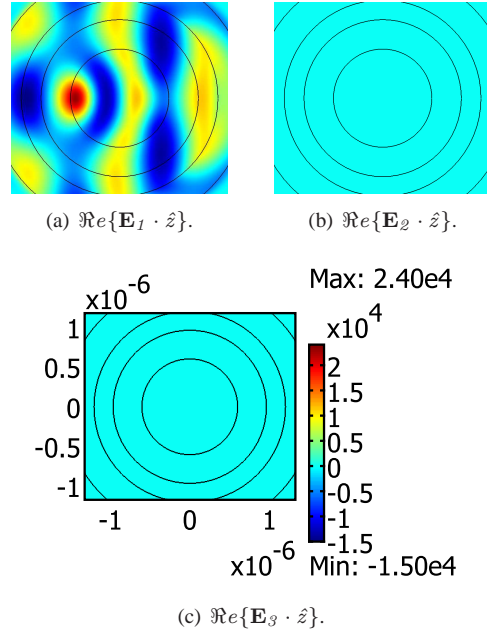 (a) ℜe{E₁ · ẑ}. (b) ℜe{E₂ · ẑ}.
Max: 2.40e4
x10⁻⁶ x10⁴
1
0.5
0
-0.5
-1
2
1.5
1
0.5
0
-0.5
-1
-1.5
-1 0 1
x10⁻⁶ Min: -1.50e4
(c) ℜe{E₃ · ẑ}.